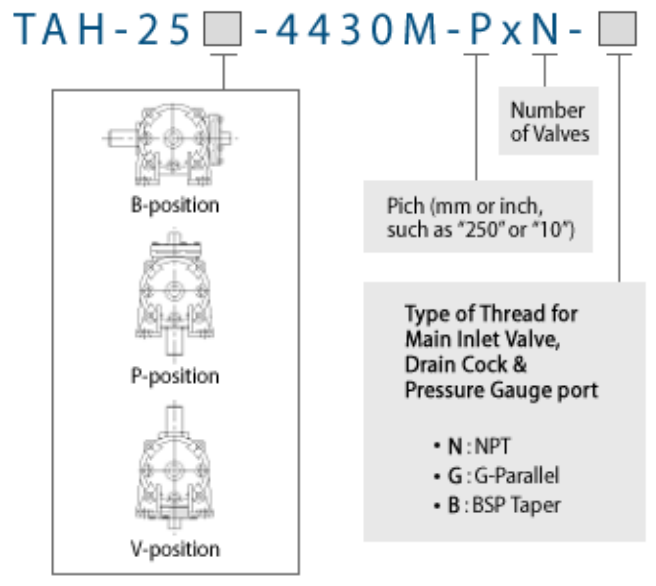 TAH-25□-4430M-PxN-□
Number
of Valves
B-position
Pich (mm or inch,
such as “250” or “10”)
P-position
Type of Thread for
Main Inlet Valve,
Drain Cock &
Pressure Gauge port
• N : NPT
• G : G-Parallel
• B : BSP Taper
V-position